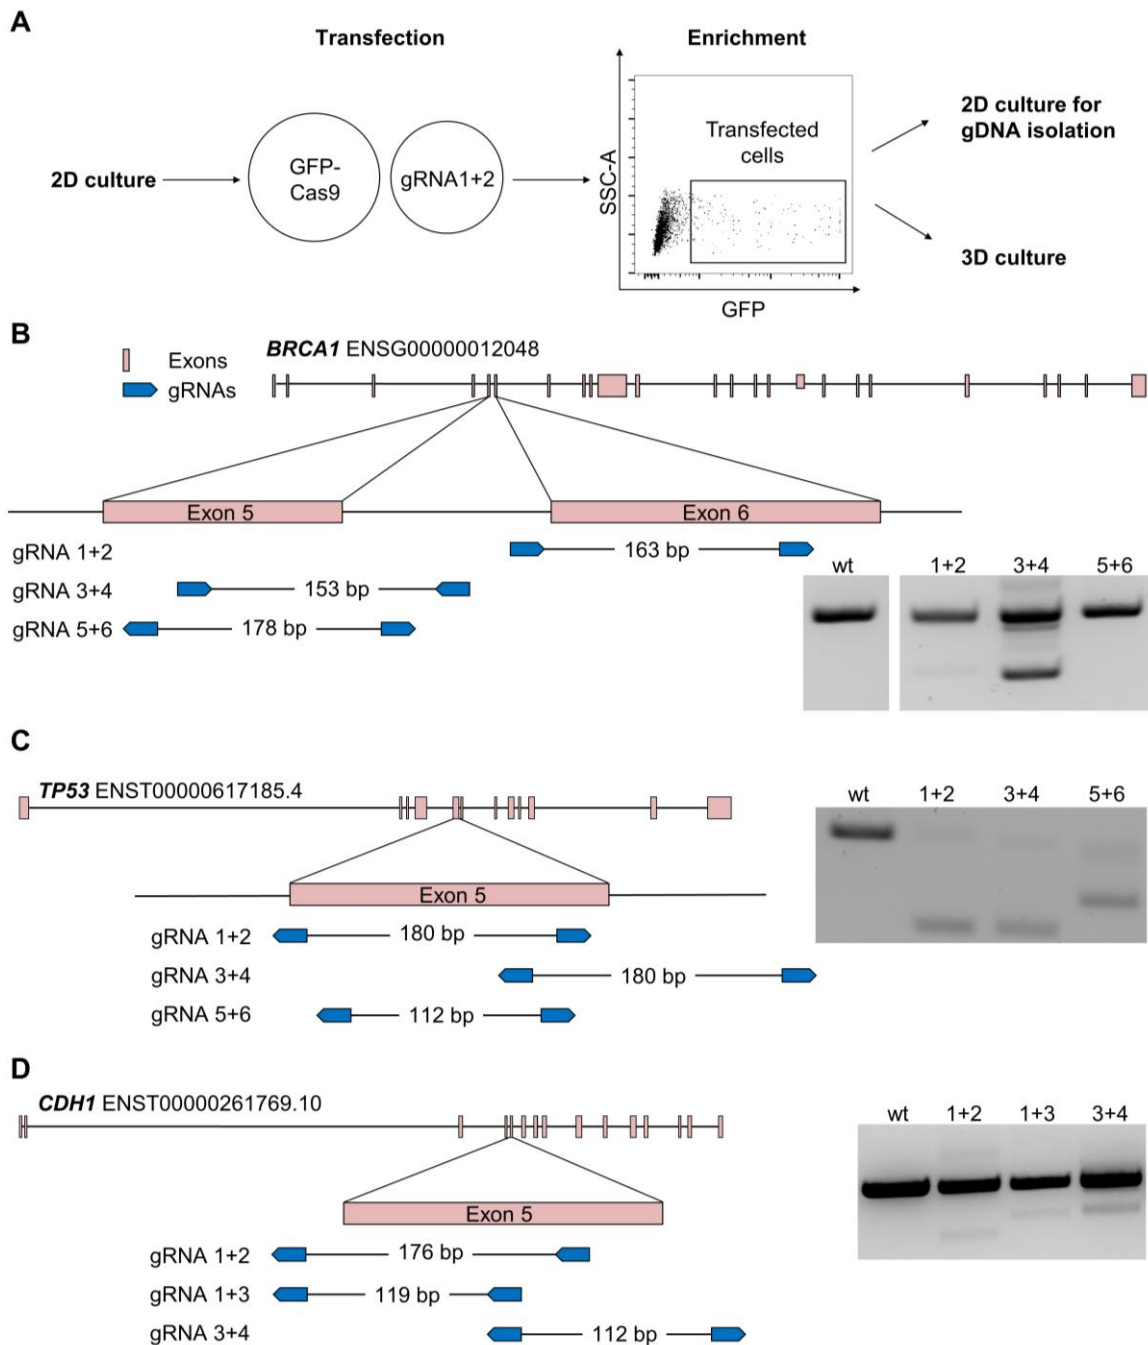 A
Transfection
Enrichment
2D culture
GFP-
Cas9
gRNA1+2
SSC-A
Transfected
cells
GFP
2D culture for
gDNA isolation
3D culture
B
Exons
gRNAs
BRCA1 ENSG00000012048
Exon 5
Exon 6
gRNA 1+2
163 bp
gRNA 3+4
153 bp
gRNA 5+6
178 bp
wt 1+2 3+4 5+6
C
TP53 ENST00000617185.4
Exon 5
gRNA 1+2
180 bp
gRNA 3+4
180 bp
gRNA 5+6
112 bp
wt 1+2 3+4 5+6
D
CDH1 ENST00000261769.10
Exon 5
gRNA 1+2
176 bp
gRNA 1+3
119 bp
gRNA 3+4
112 bp
wt 1+2 1+3 3+4